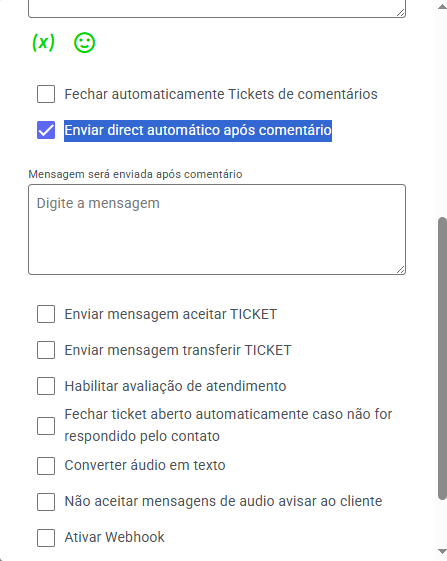 (x)
Fechar automaticamente Tickets de comentários
Enviar direct automático após comentário
Mensagem será enviada após comentário
Digite a mensagem
Enviar mensagem aceitar TICKET
Enviar mensagem transferir TICKET
Habilitar avaliação de atendimento
Fechar ticket aberto automaticamente caso não for
respondido pelo contato
Converter áudio em texto
Não aceitar mensagens de audio avisar ao cliente
Ativar Webhook